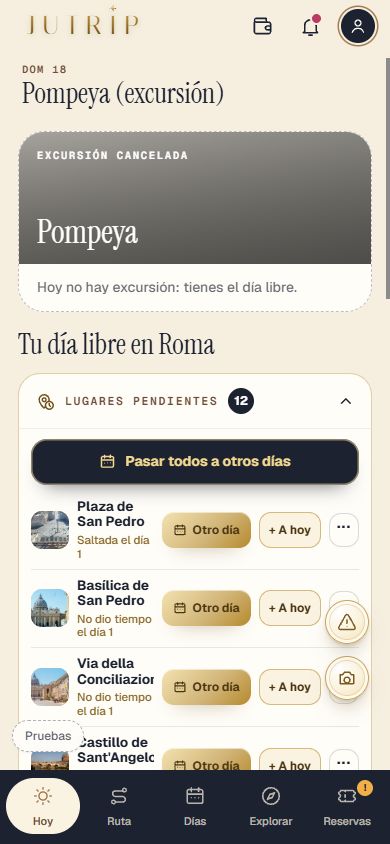 JUTRIP
DOM 18
Pompeya (excursión)
EXCURSIÓN CANCELADA
Pompeya
Hoy no hay excursión: tienes el día libre.
Tu día libre en Roma
LUGARES PENDIENTES 12
Pasar todos a otros días
Plaza de
San Pedro
Saltada el día
1
Otro día
+ A hoy
...
Basílica de
San Pedro
No dio tiempo
el día 1
Otro día
+ A hoy
Via della
Conciliazion
No dio tiempo
el día 1
Otro día
+ A hoy
Pruebas
Castillo de
Sant'Angelo
Otro día
+ A hoy
...
Hoy
Ruta
Días
Explorar
!
Reservas